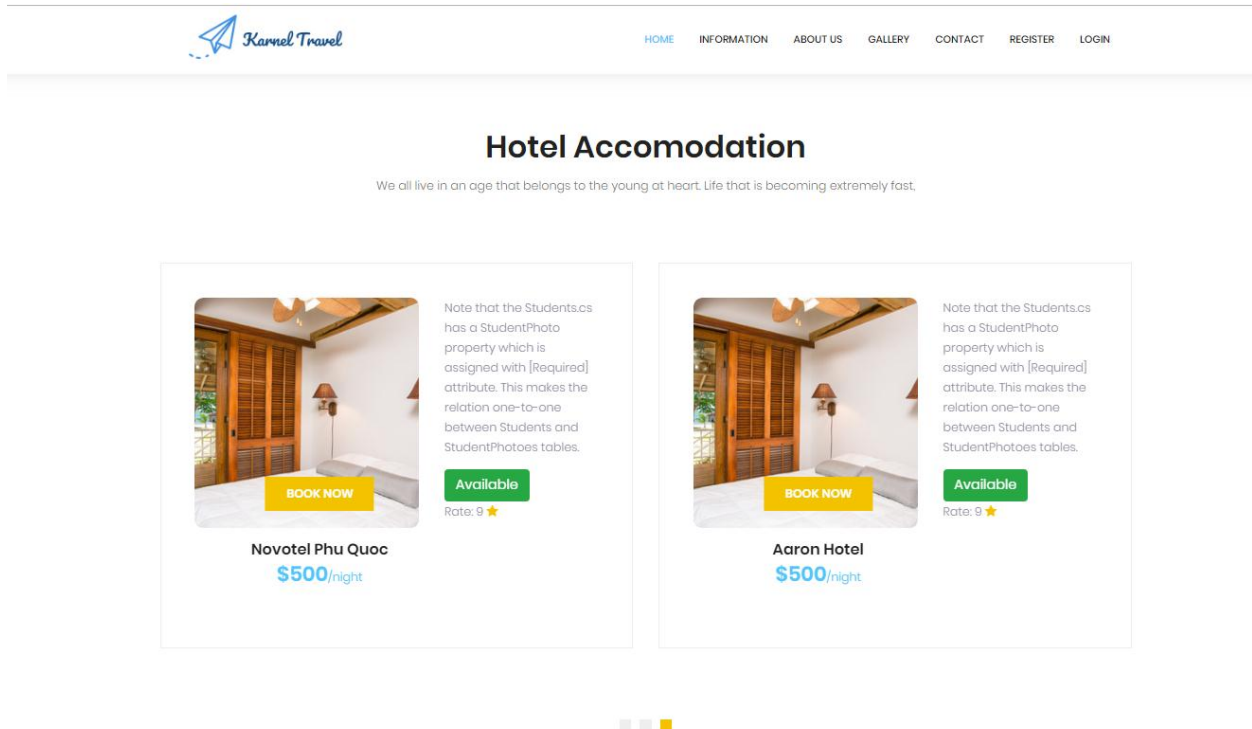 Karnel Travel
HOME INFORMATION ABOUT US GALLERY CONTACT REGISTER LOGIN
Hotel Accomodation
We all live in an age that belongs to the young at heart. Life that is becoming extremely fast,
Note that the Students.cs
has a StudentPhoto
property which is
assigned with [Required]
attribute. This makes the
relation one-to-one
between Students and
StudentPhotoes tables.
Available
Rate: 9
BOOK NOW
Novotel Phu Quoc
$500/night
Note that the Students.cs
has a StudentPhoto
property which is
assigned with [Required]
attribute. This makes the
relation one-to-one
between Students and
StudentPhotoes tables.
Available
Rate: 9
BOOK NOW
Aaron Hotel
$500/night